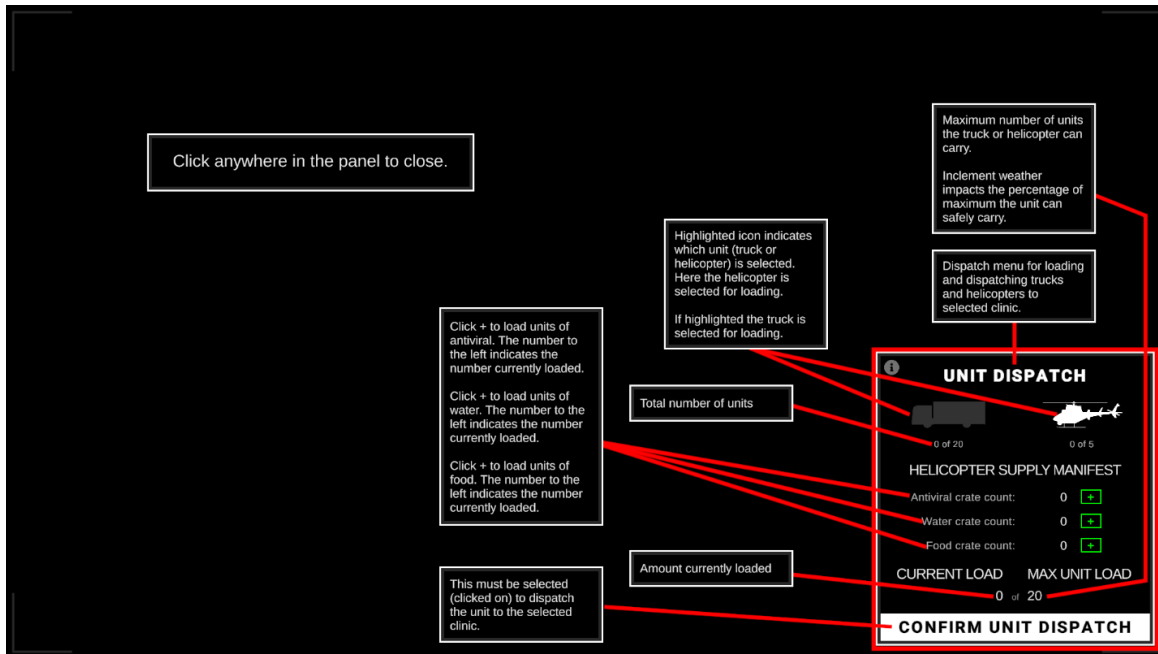 Click anywhere in the panel to close.
Maximum number of units
the truck or helicopter can
carry.
Inclement weather
impacts the percentage of
maximum the unit can
safely carry.
Highlighted icon indicates
which unit (truck or
helicopter) is selected.
Here the helicopter is
selected for loading.
If highlighted the truck is
selected for loading.
Dispatch menu for loading
and dispatching trucks
and helicopters to
selected clinic.
Click + to load units of
antiviral. The number to
the left indicates the
number currently loaded.
Click + to load units of
water. The number to the
left indicates the number
currently loaded.
Click + to load units of
food. The number to the
left indicates the number
currently loaded.
Total number of units
Amount currently loaded
This must be selected
(clicked on) to dispatch
the unit to the selected
clinic.
i
UNIT DISPATCH
0 of 20 0 of 5
HELICOPTER SUPPLY MANIFEST
Antiviral crate count: 0 +
Water crate count: 0 +
Food crate count: 0 +
CURRENT LOAD MAX UNIT LOAD
0 of 20
CONFIRM UNIT DISPATCH